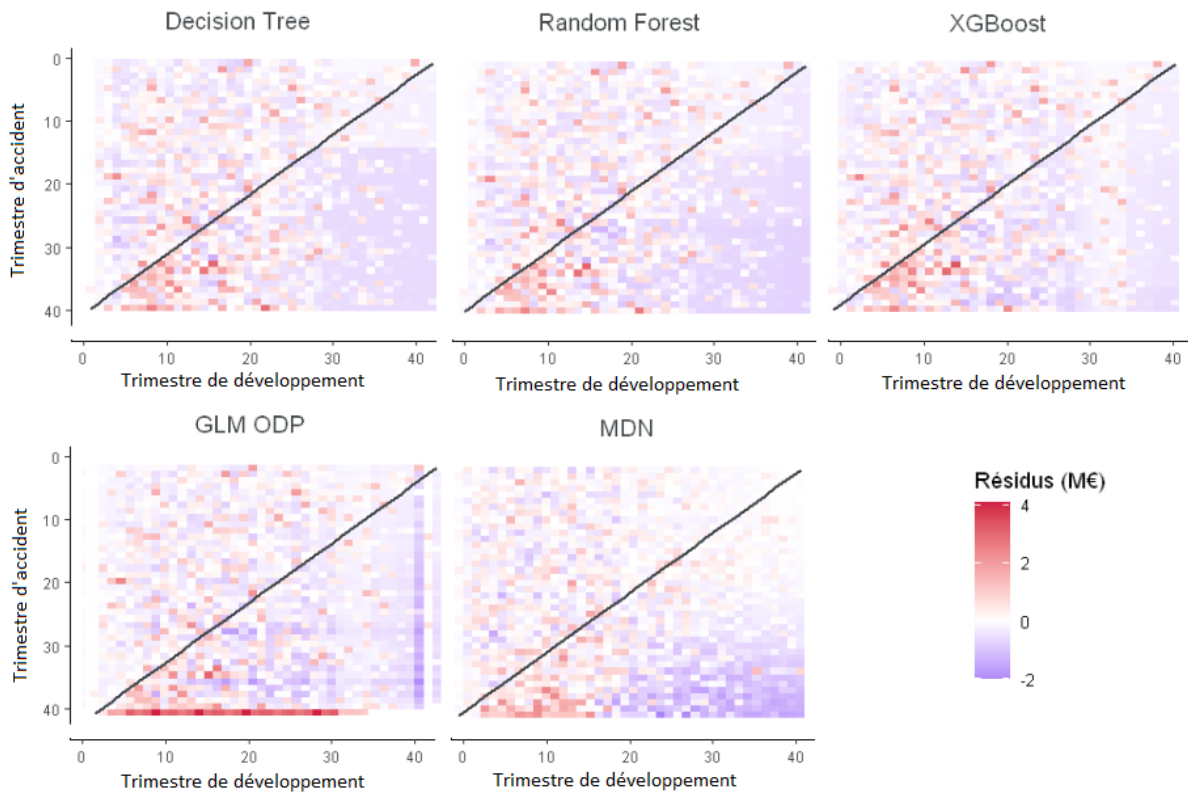 Decision Tree
Random Forest
XGBoost
Trimestre d'accident
0
10
20
30
40
0 10 20 30 40
0 10 20 30 40
0 10 20 30 40
Trimestre de développement
Trimestre de développement
Trimestre de développement
GLM ODP
MDN
Trimestre d'accident
0
10
20
30
40
0 10 20 30 40
0 10 20 30 40
Trimestre de développement
Trimestre de développement
Résidus (M€)
4
2
0
-2